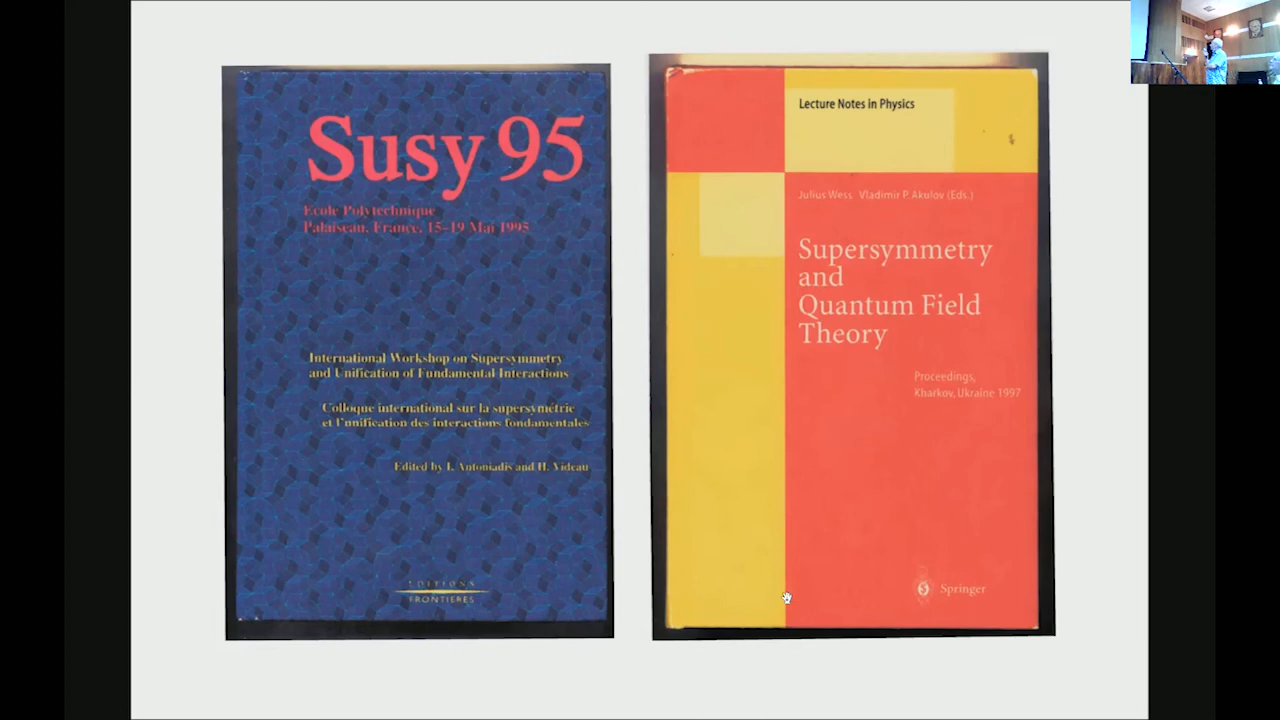 Susy 95
Ecole Polytechnique
Palaiseau, France, 15-19 Mai 1995
International Workshop on Supersymmetry
and Unification of Fundamental Interactions
Colloque international sur la supersymétrie
et l'unification des interactions fondamentales
Edited by I. Antoniadis and H. Videau
EDITIONS
FRONTIERES
Lecture Notes in Physics
Julius Wess Vladimir P. Akulov (Eds.)
Supersymmetry
and
Quantum Field
Theory
Proceedings,
Kharkov, Ukraine 1997
Springer